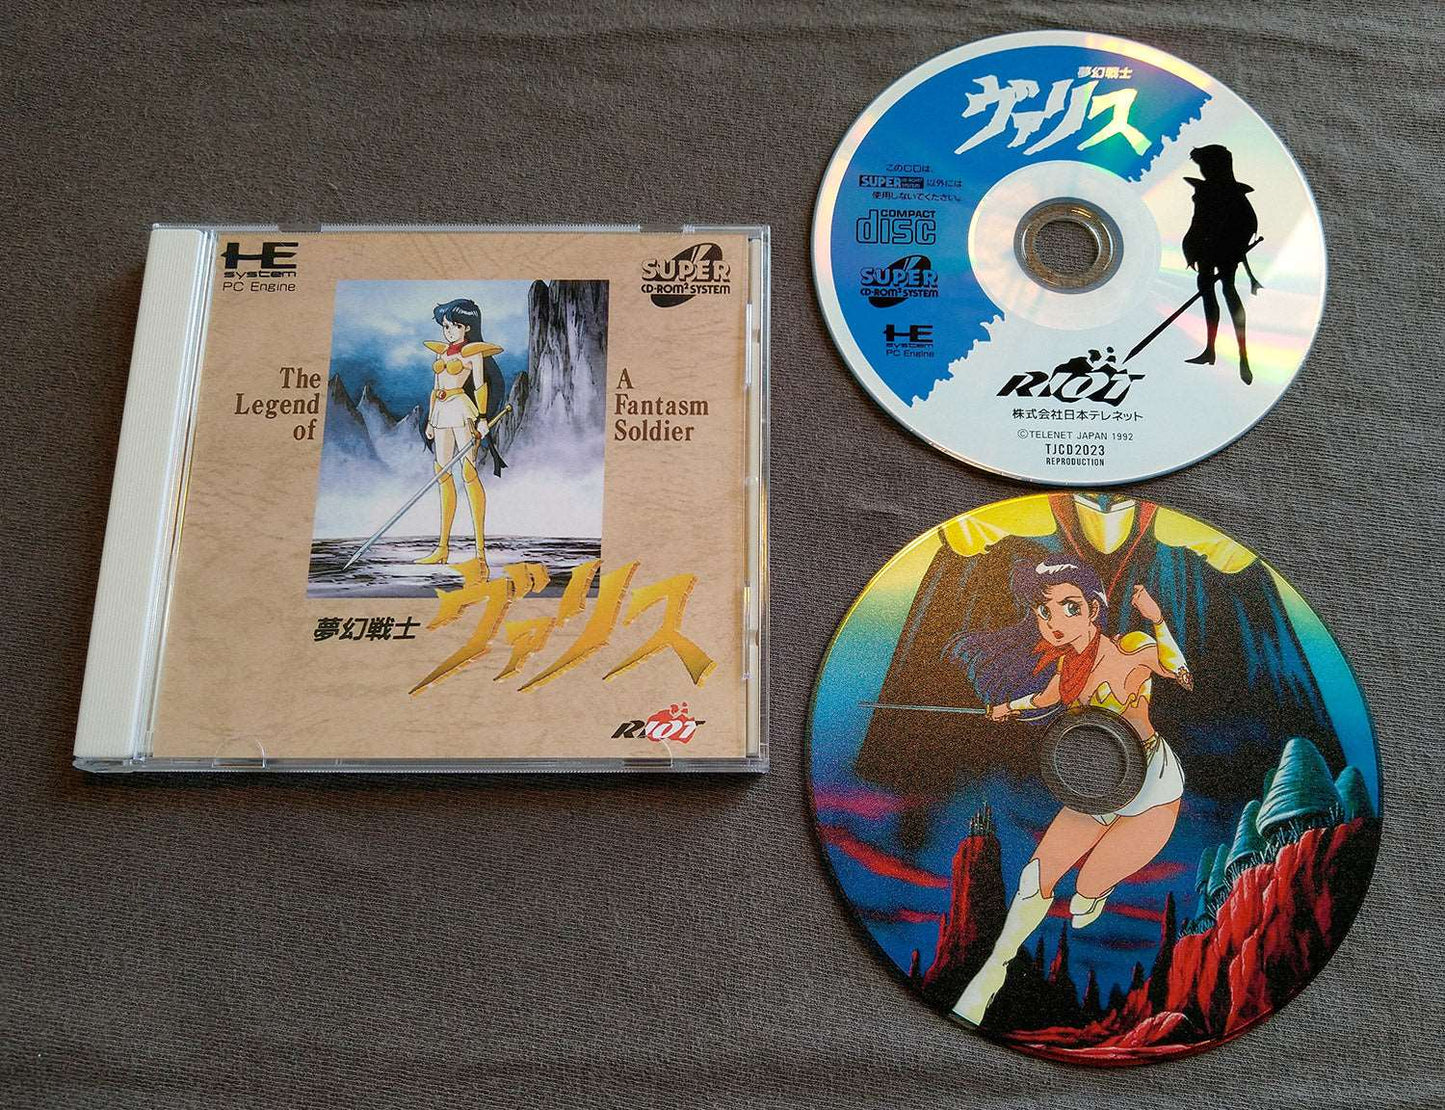 HE
system
PC Engine
SUPER
CD-ROM² SYSTEM
The
Legend
of
A
Fantasm
Soldier
夢幻戦士
ヴァリス
RIOT
夢幻戦士
ヴァリス
このCDは、
SUPER CD-ROM² SYSTEM 以外には
使用しないでください。
COMPACT
disc
SUPER
CD-ROM² SYSTEM
HE
system
PC Engine
RIOT
株式会社日本テレネット
©TELENET JAPAN 1992
TJCD2023
REPRODUCTION